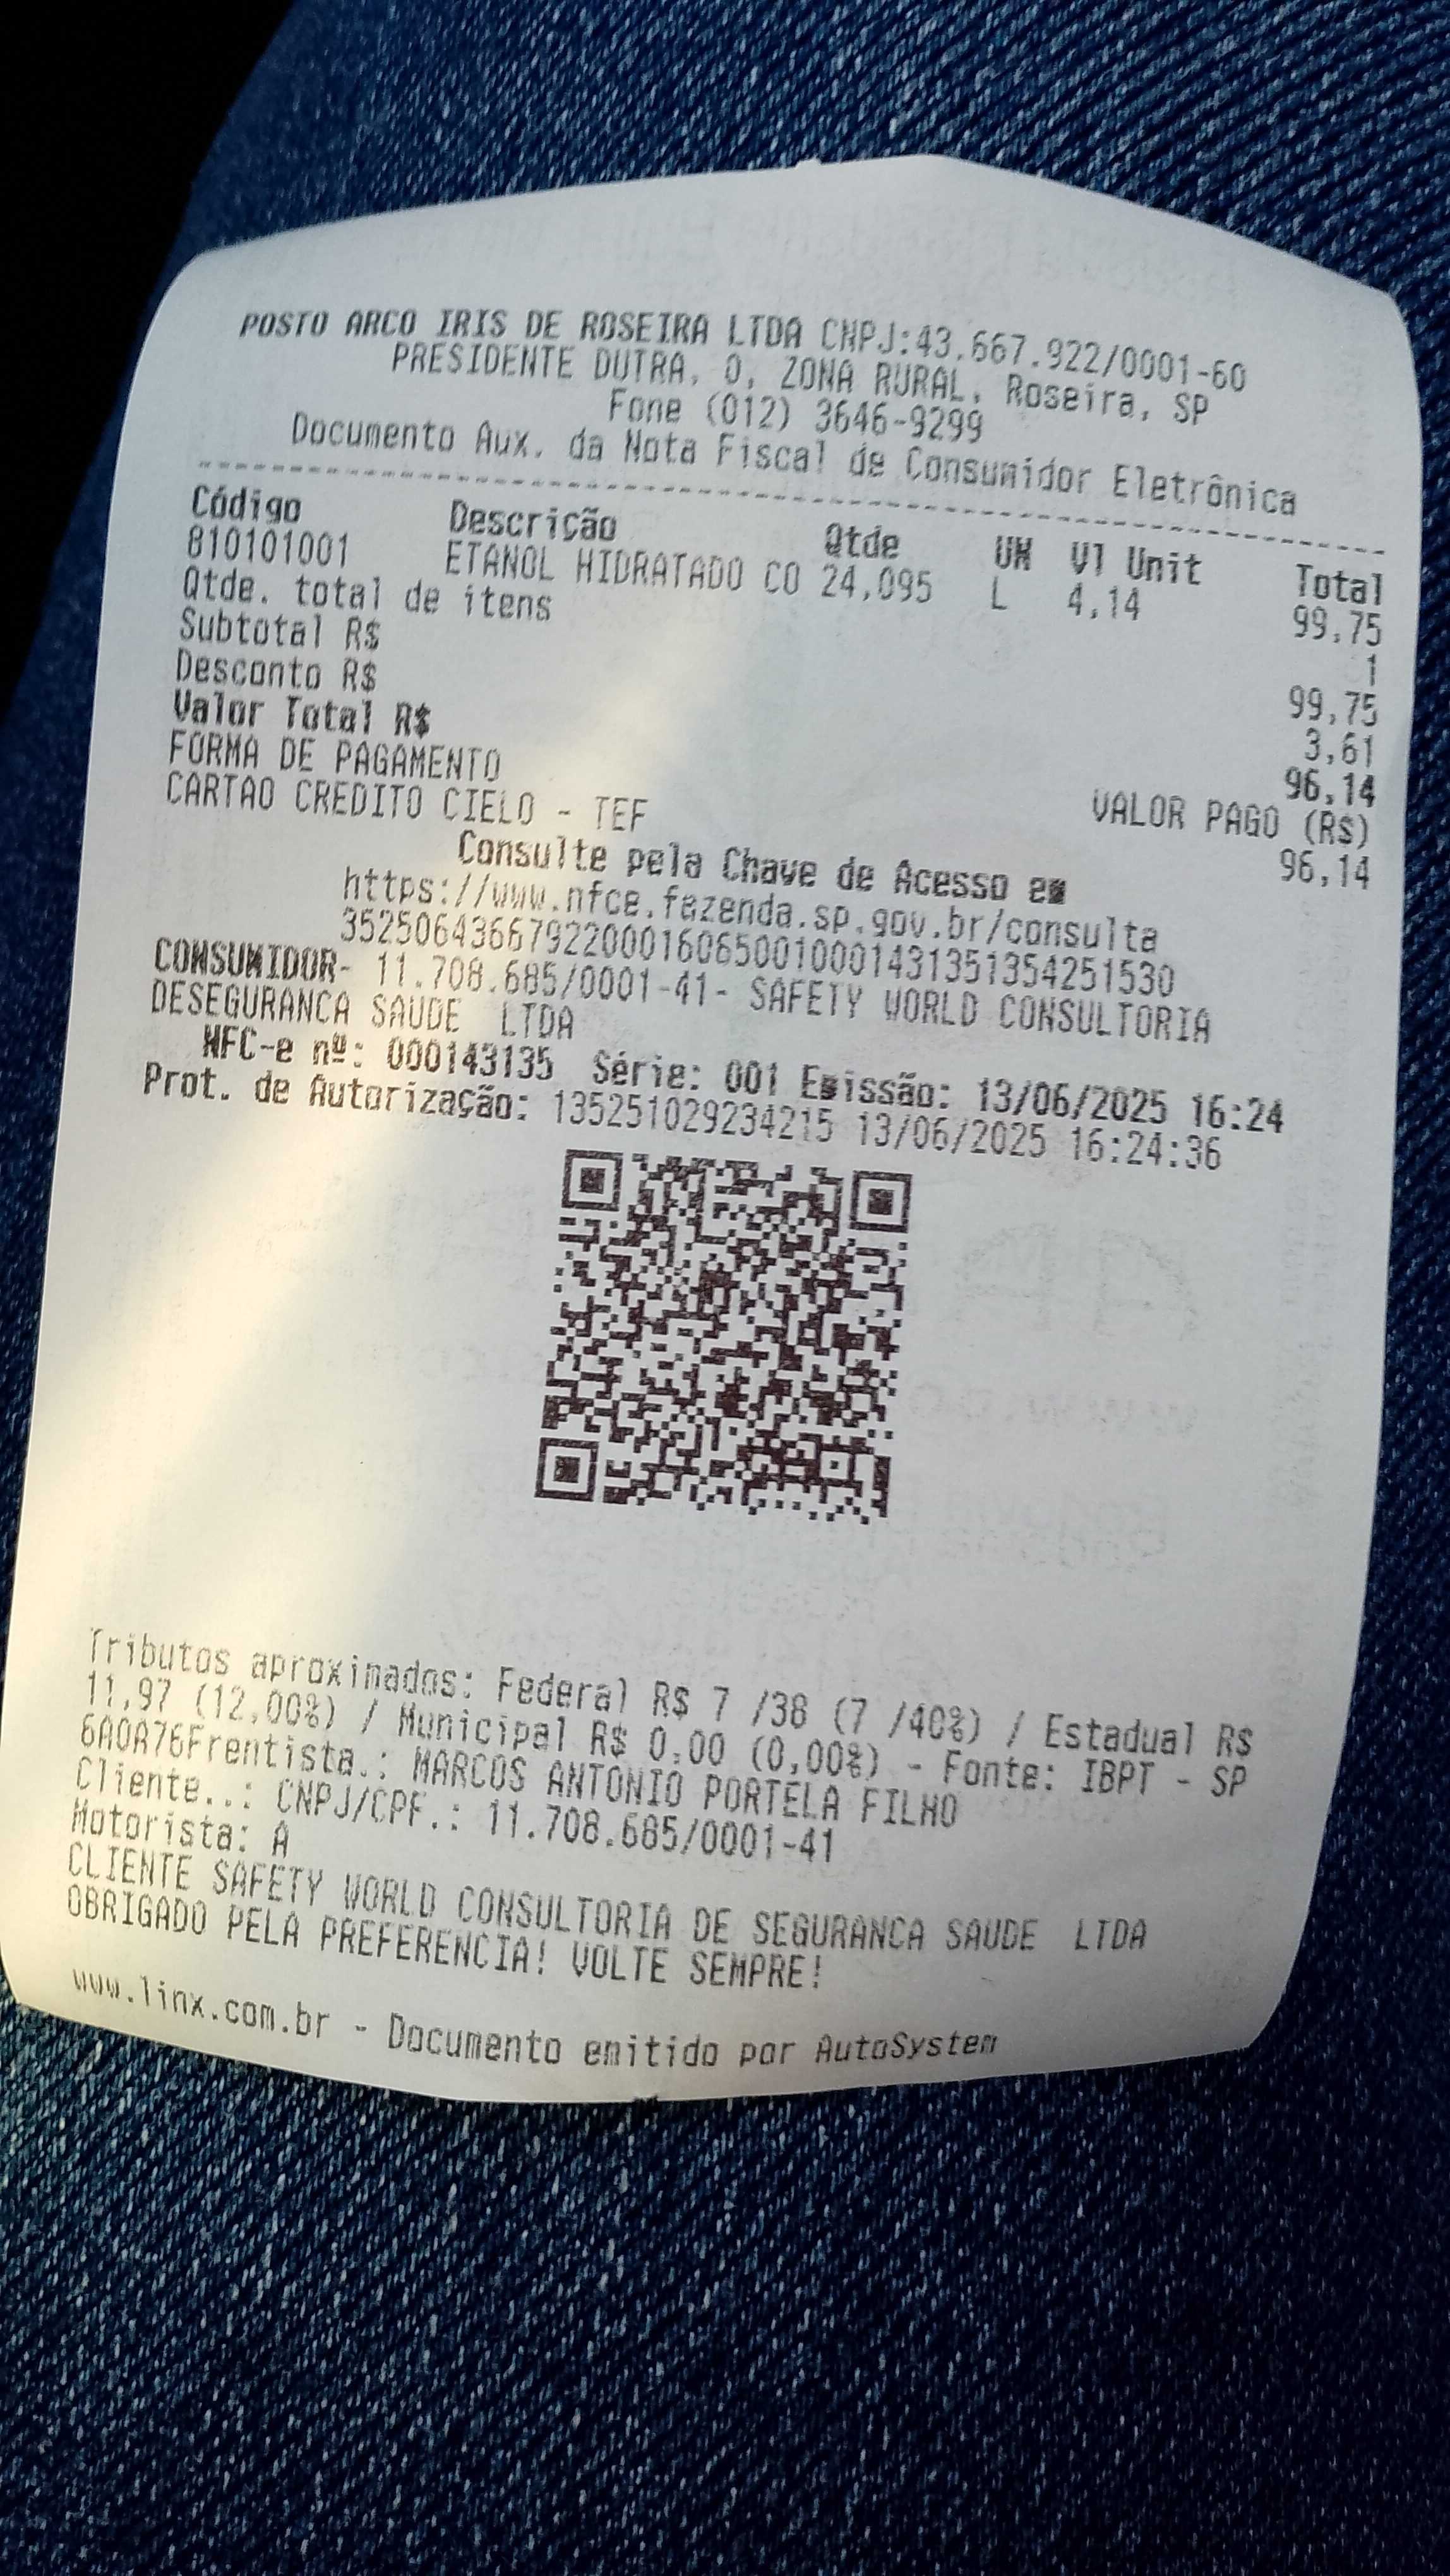 POSTO ARCO IRIS DE ROSEIRA LTDA CNPJ:43.667.922/0001-60
PRESIDENTE DUTRA, 0, ZONA RURAL, Roseira, SP
Fone (012) 3646-9299
Documento Aux. da Nota Fiscal de Consumidor Eletrônica
Código Descrição Qtde UM Vl Unit Total
810101001 ETANOL HIDRATADO CO 24,095 L 4,14 99,75
Qtde. total de itens 1
Subtotal R$ 99,75
Desconto R$ 3,61
Valor Total R$ 96,14
FORMA DE PAGAMENTO VALOR PAGO (R$)
CARTAO CREDITO CIELO - TEF 96,14
Consulte pela Chave de Acesso em
https://www.nfce.fazenda.sp.gov.br/consulta
35250643667922000160650010001431351354251530
CONSUMIDOR- 11.708.685/0001-41- SAFETY WORLD CONSULTORIA
DESEGURANCA SAUDE LTDA
NFC-e nº: 000143135 Série: 001 Emissão: 13/06/2025 16:24
Prot. de Autorização: 135251029234215 13/06/2025 16:24:36
Tributos aproximados: Federal R$ 7 /38 (7 /40%) / Estadual R$
11,97 (12,00%) / Municipal R$ 0,00 (0,00%) - Fonte: IBPT - SP
6A0A76Frentista.: MARCOS ANTONIO PORTELA FILHO
Cliente..: CNPJ/CPF.: 11.708.685/0001-41
Motorista: A
CLIENTE SAFETY WORLD CONSULTORIA DE SEGURANCA SAUDE LTDA
OBRIGADO PELA PREFERENCIA! VOLTE SEMPRE!
www.linx.com.br - Documento emitido por AutoSystem